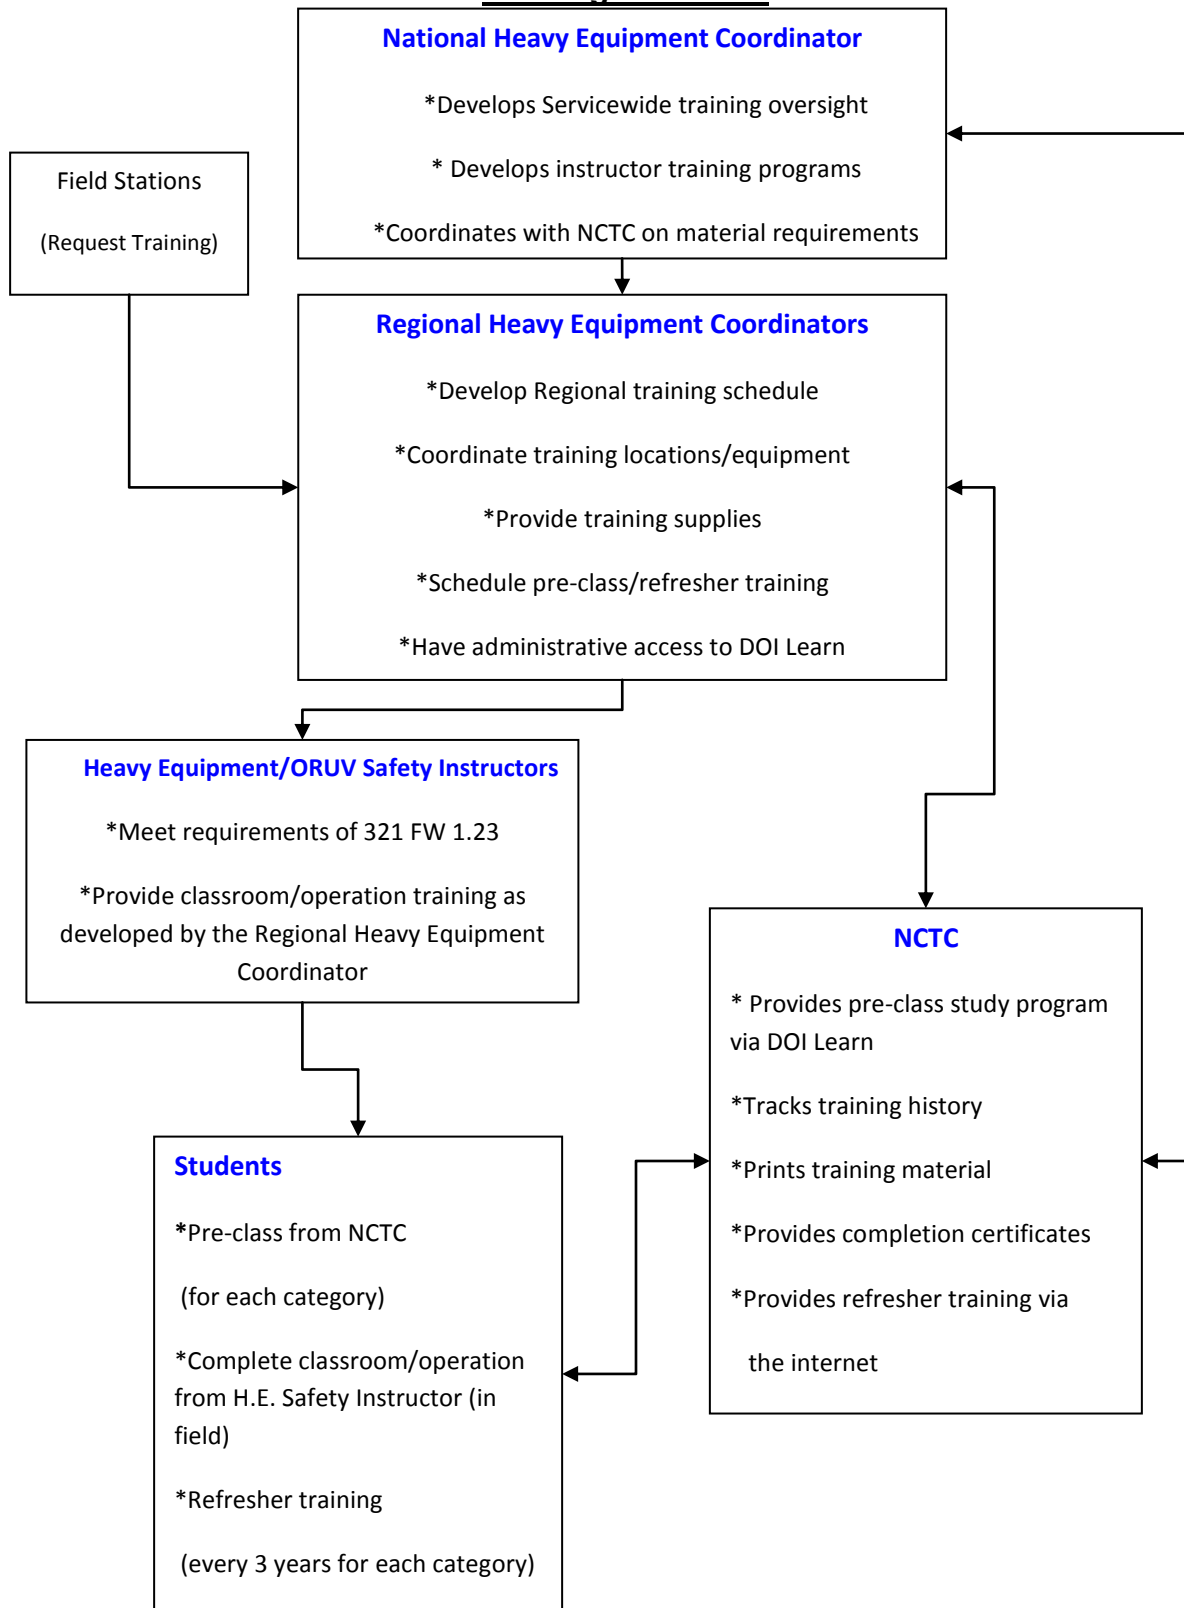 National Heavy Equipment Coordinator
*Develops Servicewide training oversight
* Develops instructor training programs
*Coordinates with NCTC on material requirements
Field Stations
(Request Training)
Regional Heavy Equipment Coordinators
*Develop Regional training schedule
*Coordinate training locations/equipment
*Provide training supplies
*Schedule pre-class/refresher training
*Have administrative access to DOI Learn
Heavy Equipment/ORUV Safety Instructors
*Meet requirements of 321 FW 1.23
*Provide classroom/operation training as
developed by the Regional Heavy Equipment
Coordinator
NCTC
* Provides pre-class study program
via DOI Learn
*Tracks training history
*Prints training material
*Provides completion certificates
*Provides refresher training via
the internet
Students
*Pre-class from NCTC
(for each category)
*Complete classroom/operation
from H.E. Safety Instructor (in
field)
*Refresher training
(every 3 years for each category)